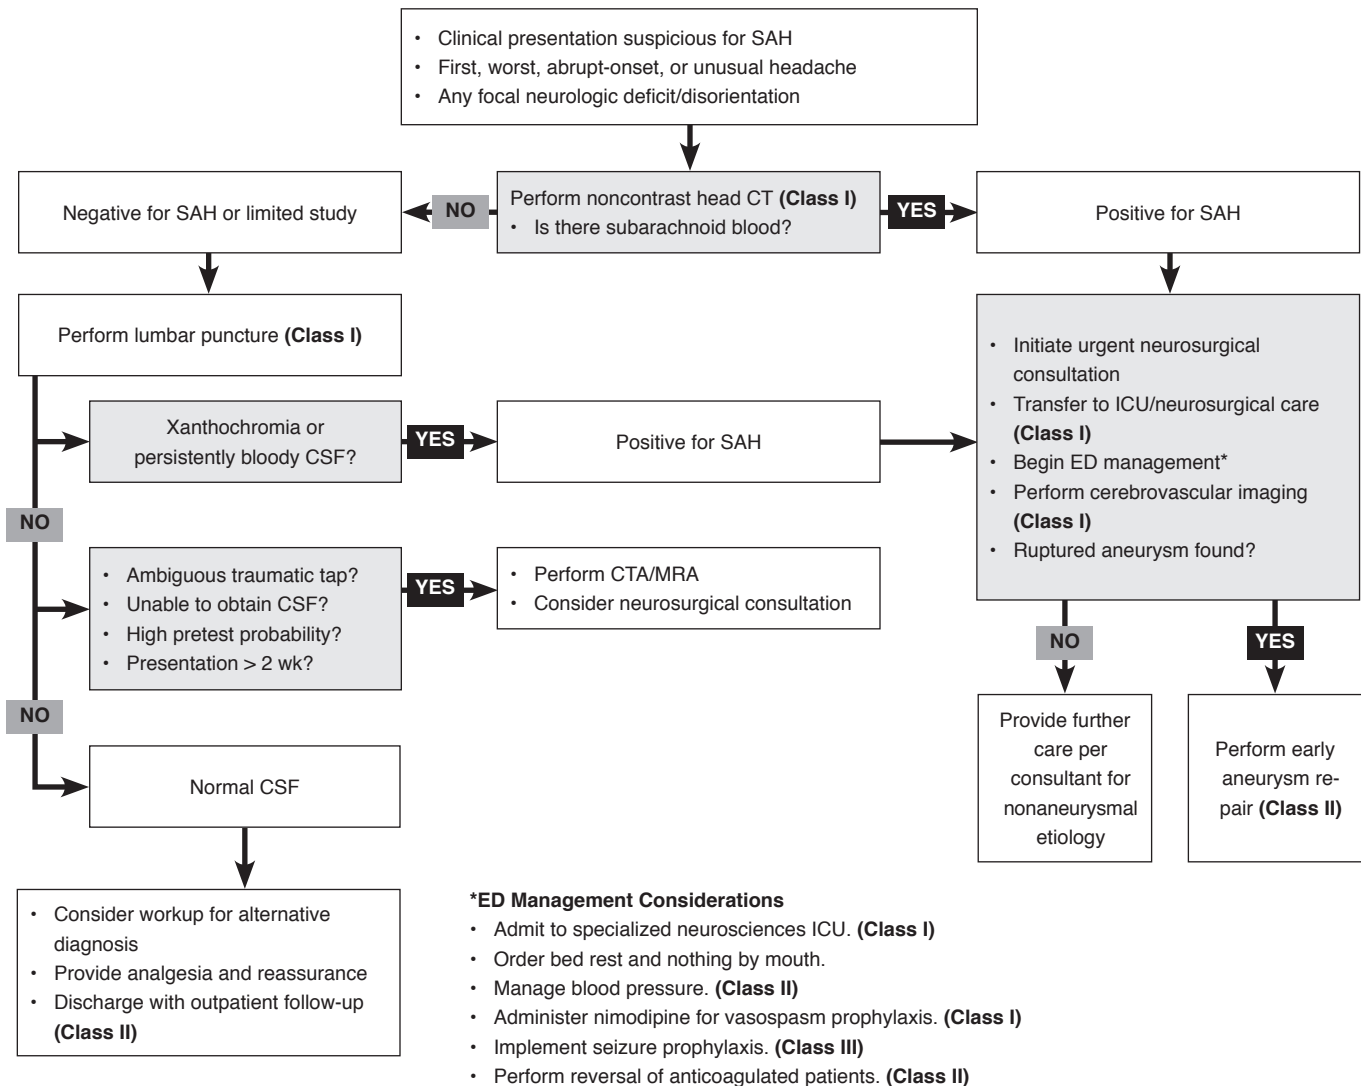 • Clinical presentation suspicious for SAH
• First, worst, abrupt-onset, or unusual headache
• Any focal neurologic deficit/disorientation
Negative for SAH or limited study
NO
Perform noncontrast head CT (Class I)
• Is there subarachnoid blood?
YES
Positive for SAH
Perform lumbar puncture (Class I)
• Initiate urgent neurosurgical
consultation
• Transfer to ICU/neurosurgical care
(Class I)
• Begin ED management*
• Perform cerebrovascular imaging
(Class I)
• Ruptured aneurysm found?
Xanthochromia or
persistently bloody CSF?
YES
Positive for SAH
NO
• Ambiguous traumatic tap?
• Unable to obtain CSF?
• High pretest probability?
• Presentation > 2 wk?
YES
• Perform CTA/MRA
• Consider neurosurgical consultation
NO
YES
NO
Provide further
care per
consultant for
nonaneurysmal
etiology
Perform early
aneurysm re-
pair (Class II)
Normal CSF
• Consider workup for alternative
diagnosis
• Provide analgesia and reassurance
• Discharge with outpatient follow-up
(Class II)
*ED Management Considerations
• Admit to specialized neurosciences ICU. (Class I)
• Order bed rest and nothing by mouth.
• Manage blood pressure. (Class II)
• Administer nimodipine for vasospasm prophylaxis. (Class I)
• Implement seizure prophylaxis. (Class III)
• Perform reversal of anticoagulated patients. (Class II)